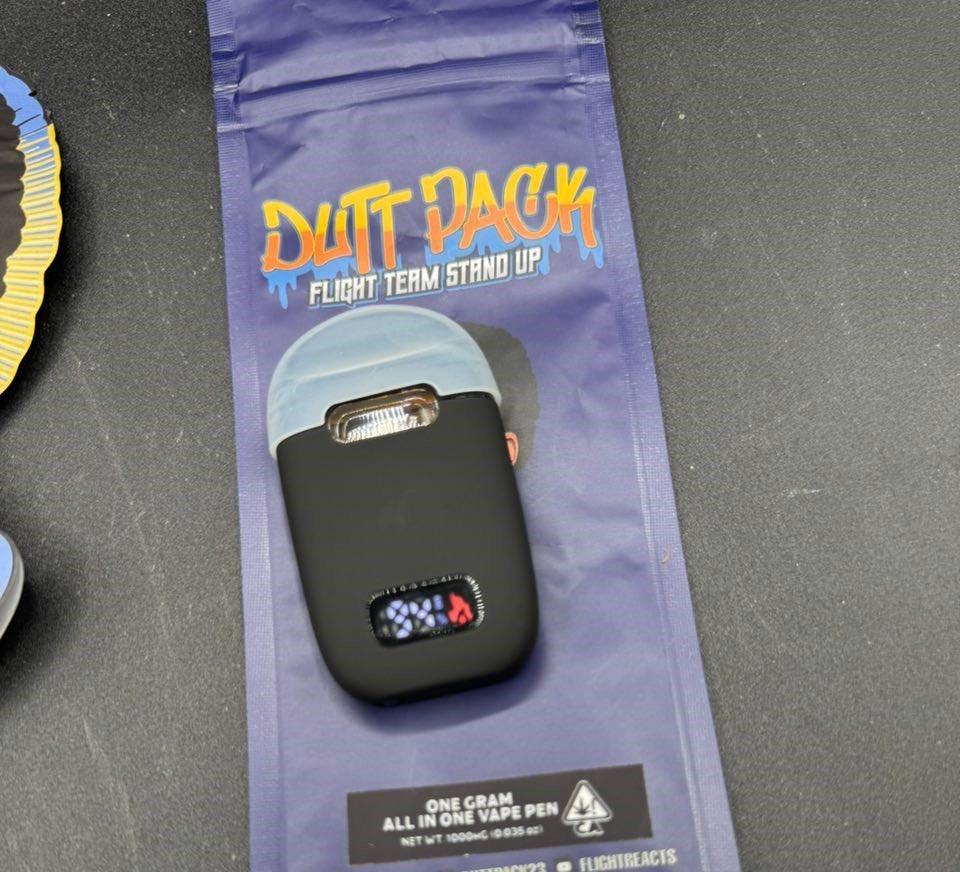 DUTT PACK
FLIGHT TEAM STAND UP
ONE GRAM
ALL IN ONE VAPE PEN
NET WT 1000MG (0.035 oz)
FLIGHTREACTS